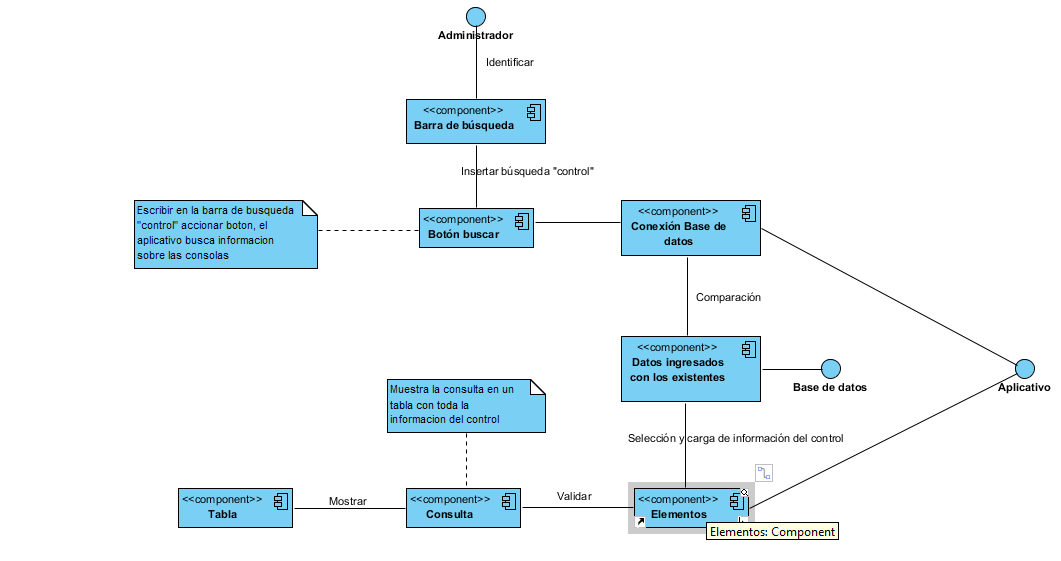 Administrador
Identificar
<<component>>
Barra de búsqueda
Insertar búsqueda "control"
Escribir en la barra de busqueda
"control" accionar boton, el
aplicativo busca informacion
sobre las consolas
<<component>>
Botón buscar
<<component>>
Conexión Base de
datos
Comparación
<<component>>
Datos ingresados
con los existentes
Base de datos
Aplicativo
Muestra la consulta en un
tabla con toda la
informacion del control
Selección y carga de información del control
<<component>>
Tabla
Mostrar
<<component>>
Consulta
Validar
<<component>>
Elementos
Elementos: Component